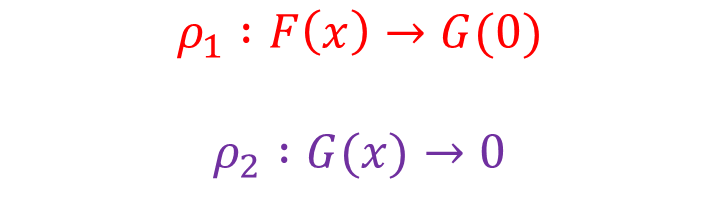 ρ₁ : F(x) → G(0)
ρ₂ : G(x) → 0